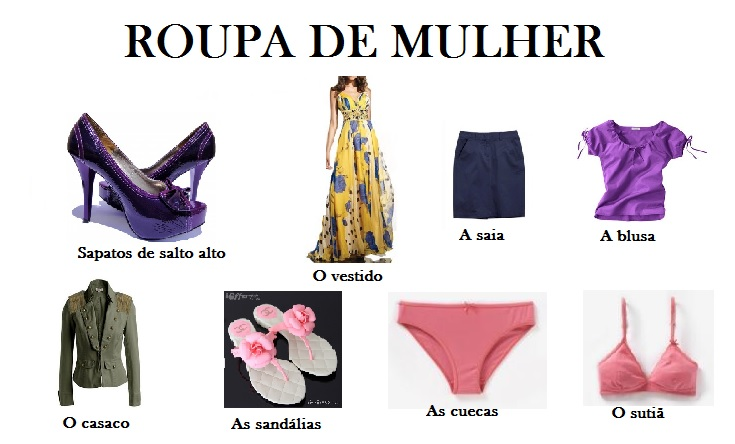 ROUPA DE MULHER
Sapatos de salto alto
O vestido
A saia
A blusa
O casaco
As sandálias
As cuecas
O sutiã